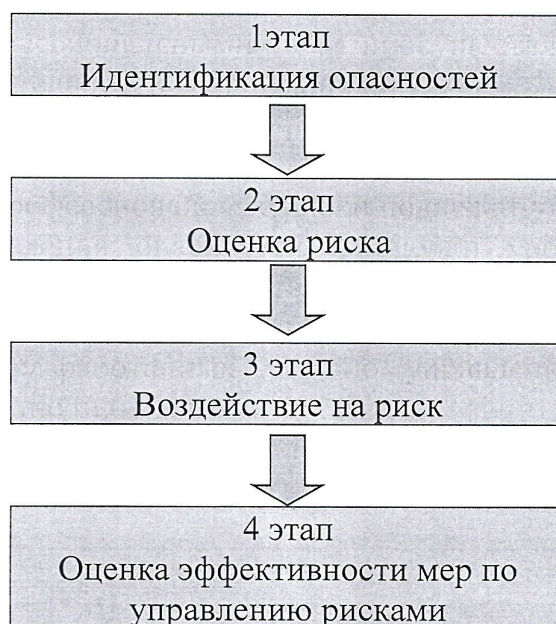 1этап
Идентификация опасностей
2 этап
Оценка риска
3 этап
Воздействие на риск
4 этап
Оценка эффективности мер по
управлению рисками